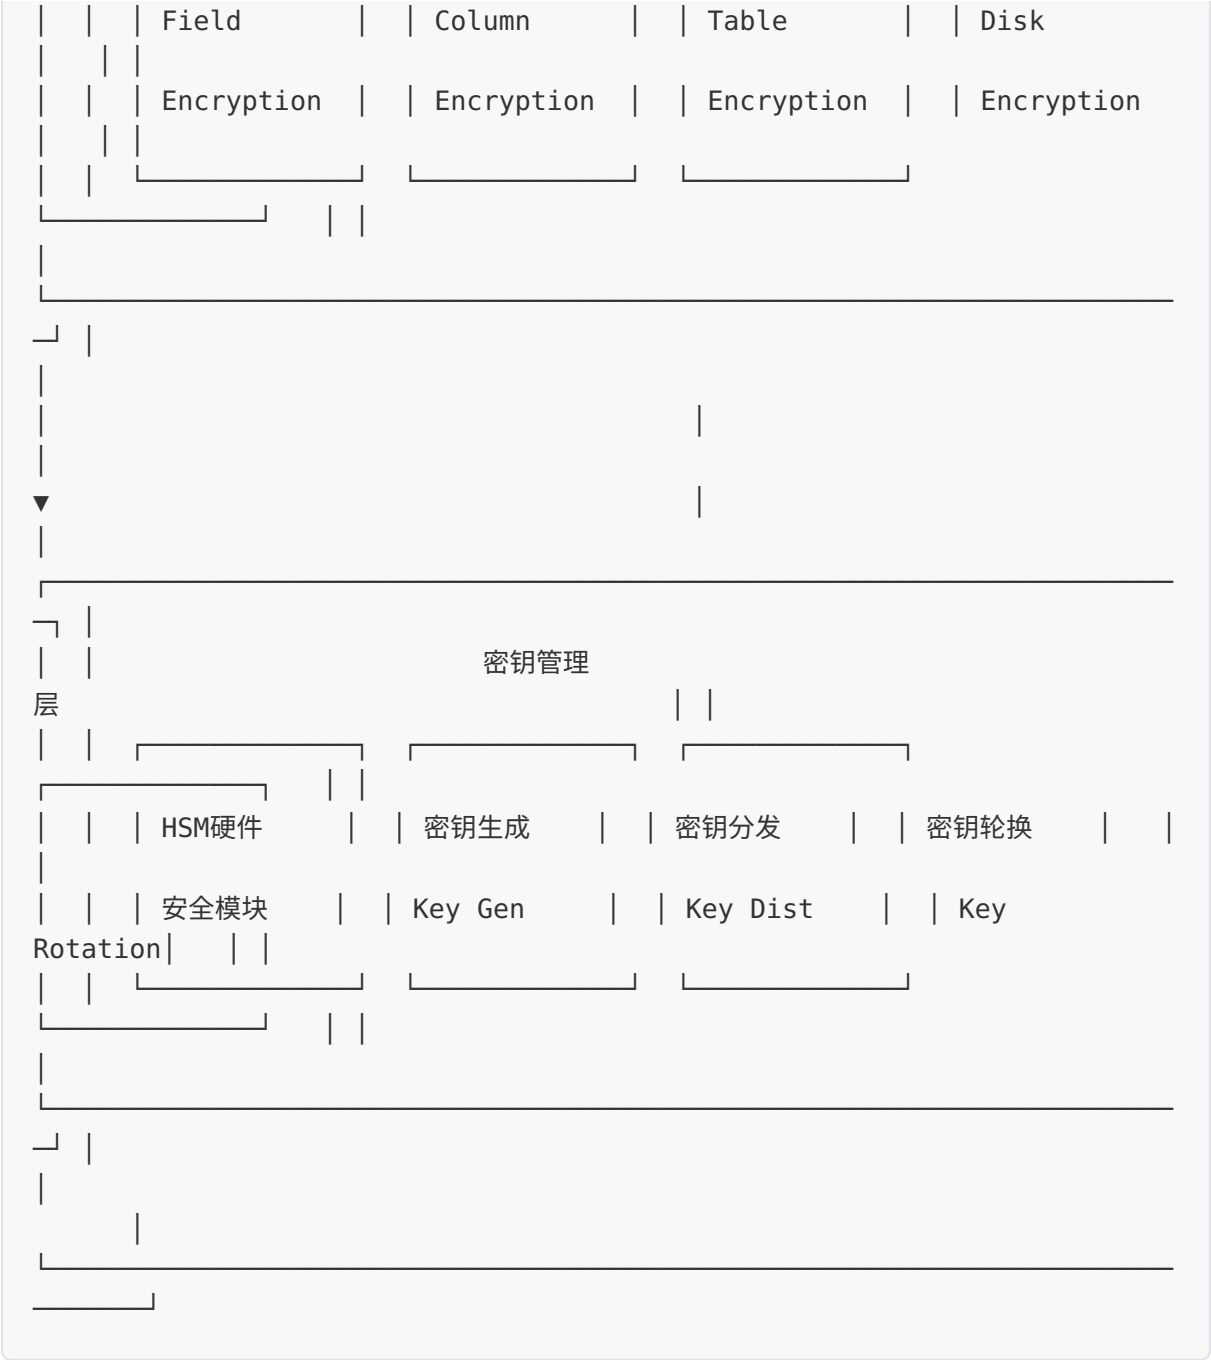 │  │  │ Field       │  │ Column      │  │ Table       │  │ Disk
│   │ │
│  │  │ Encryption  │  │ Encryption  │  │ Encryption  │  │ Encryption
│   │ │
│  │  └─────────────┘  └─────────────┘  └─────────────┘
└─────────────┘   │ │
│
└──────────────────────────────────────────────────────────────────────
─┘ │
│
│                                        │
│
▼                                        │
│
┌──────────────────────────────────────────────────────────────────────
─┐ │
│  │                        密钥管理
层                                      │ │
│  │  ┌─────────────┐  ┌─────────────┐  ┌─────────────┐
┌─────────────┐   │ │
│  │  │ HSM硬件     │  │ 密钥生成    │  │ 密钥分发    │  │ 密钥轮换    │   │
│
│  │  │ 安全模块    │  │ Key Gen     │  │ Key Dist    │  │ Key
Rotation│   │ │
│  │  └─────────────┘  └─────────────┘  └─────────────┘
└─────────────┘   │ │
│
└──────────────────────────────────────────────────────────────────────
─┘ │
│
      │
└──────────────────────────────────────────────────────────────────────
───────┘